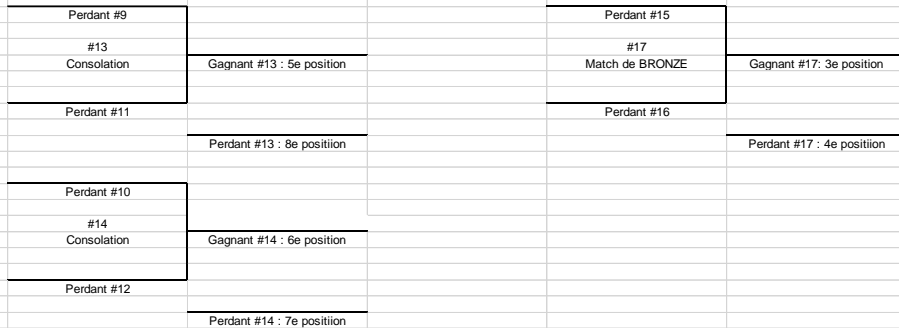 Perdant #9
#13
Consolation
Gagnant #13 : 5e position
Perdant #11
Perdant #13 : 8e positiion
Perdant #10
#14
Consolation
Gagnant #14 : 6e position
Perdant #12
Perdant #14 : 7e positiion
Perdant #15
#17
Match de BRONZE
Gagnant #17: 3e position
Perdant #16
Perdant #17 : 4e positiion